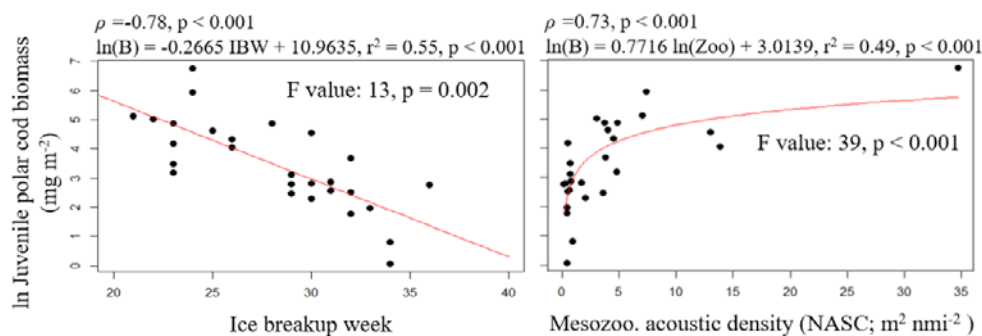 ρ =-0.78, p < 0.001
ln(B) = -0.2665 IBW + 10.9635, r² = 0.55, p < 0.001
F value: 13, p = 0.002
ln Juvenile polar cod biomass
(mg m⁻²)
7
6
5
4
3
2
1
0
20
25
30
35
40
Ice breakup week
ρ =0.73, p < 0.001
ln(B) = 0.7716 ln(Zoo) + 3.0139, r² = 0.49, p < 0.001
F value: 39, p < 0.001
0
5
10
15
20
25
30
35
Mesozoo. acoustic density (NASC; m² nmi⁻²)